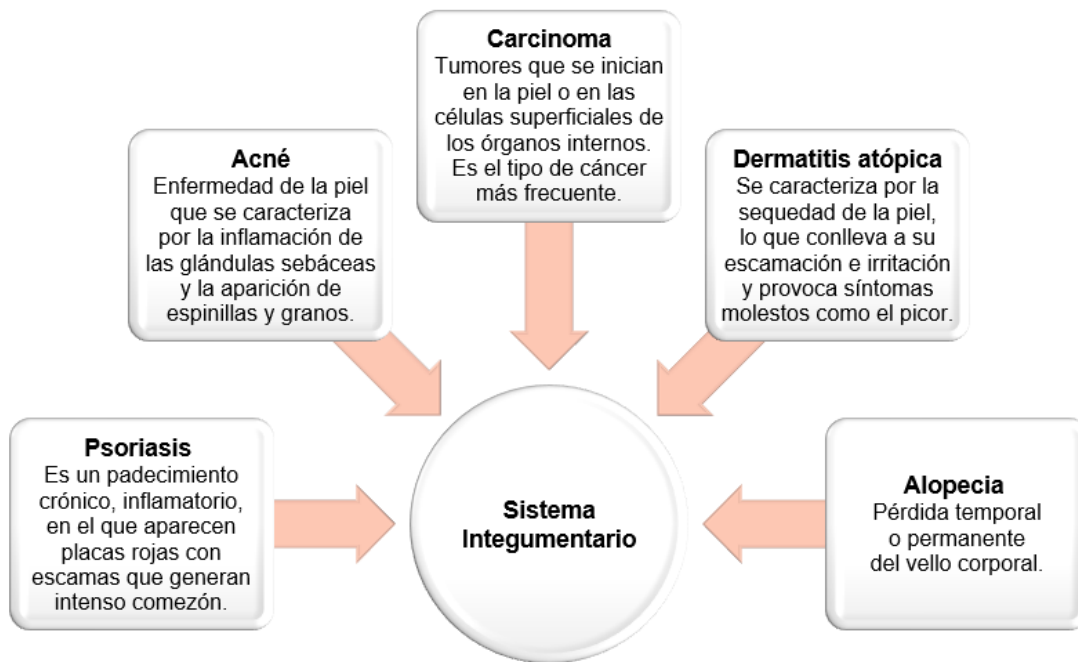 Carcinoma
Tumores que se inician
en la piel o en las
células superficiales de
los órganos internos.
Es el tipo de cáncer
más frecuente.
Acné
Enfermedad de la piel
que se caracteriza
por la inflamación de
las glándulas sebáceas
y la aparición de
espinillas y granos.
Dermatitis atópica
Se caracteriza por la
sequedad de la piel,
lo que conlleva a su
escamación e irritación
y provoca síntomas
molestos como el picor.
Psoriasis
Es un padecimiento
crónico, inflamatorio,
en el que aparecen
placas rojas con
escamas que generan
intenso comezón.
Sistema
Integumentario
Alopecia
Pérdida temporal
o permanente
del vello corporal.